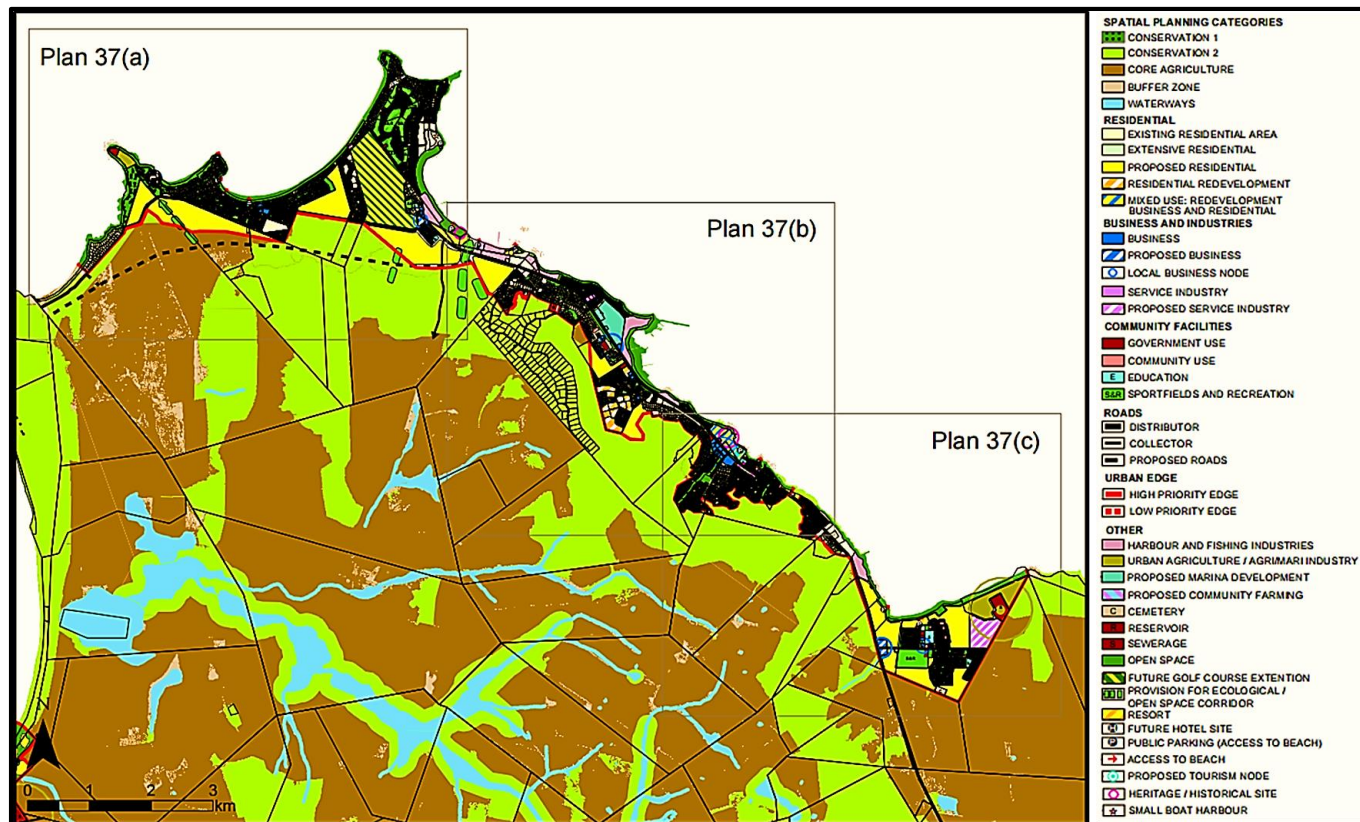 Plan 37(a)
Plan 37(b)
Plan 37(c)
S&R
0 1 2 3
km
SPATIAL PLANNING CATEGORIES
CONSERVATION 1
CONSERVATION 2
CORE AGRICULTURE
BUFFER ZONE
WATERWAYS
RESIDENTIAL
EXISTING RESIDENTIAL AREA
EXTENSIVE RESIDENTIAL
PROPOSED RESIDENTIAL
RESIDENTIAL REDEVELOPMENT
MIXED USE: REDEVELOPMENT
BUSINESS AND RESIDENTIAL
BUSINESS AND INDUSTRIES
BUSINESS
PROPOSED BUSINESS
LOCAL BUSINESS NODE
SERVICE INDUSTRY
PROPOSED SERVICE INDUSTRY
COMMUNITY FACILITIES
GOVERNMENT USE
COMMUNITY USE
E EDUCATION
S&R SPORTFIELDS AND RECREATION
ROADS
DISTRIBUTOR
COLLECTOR
PROPOSED ROADS
URBAN EDGE
HIGH PRIORITY EDGE
LOW PRIORITY EDGE
OTHER
HARBOUR AND FISHING INDUSTRIES
URBAN AGRICULTURE / AGRIMARI INDUSTRY
PROPOSED MARINA DEVELOPMENT
PROPOSED COMMUNITY FARMING
C CEMETERY
R RESERVOIR
S SEWERAGE
OPEN SPACE
FUTURE GOLF COURSE EXTENTION
PROVISION FOR ECOLOGICAL /
OPEN SPACE CORRIDOR
RESORT
H FUTURE HOTEL SITE
P PUBLIC PARKING (ACCESS TO BEACH)
ACCESS TO BEACH
PROPOSED TOURISM NODE
HERITAGE / HISTORICAL SITE
SMALL BOAT HARBOUR